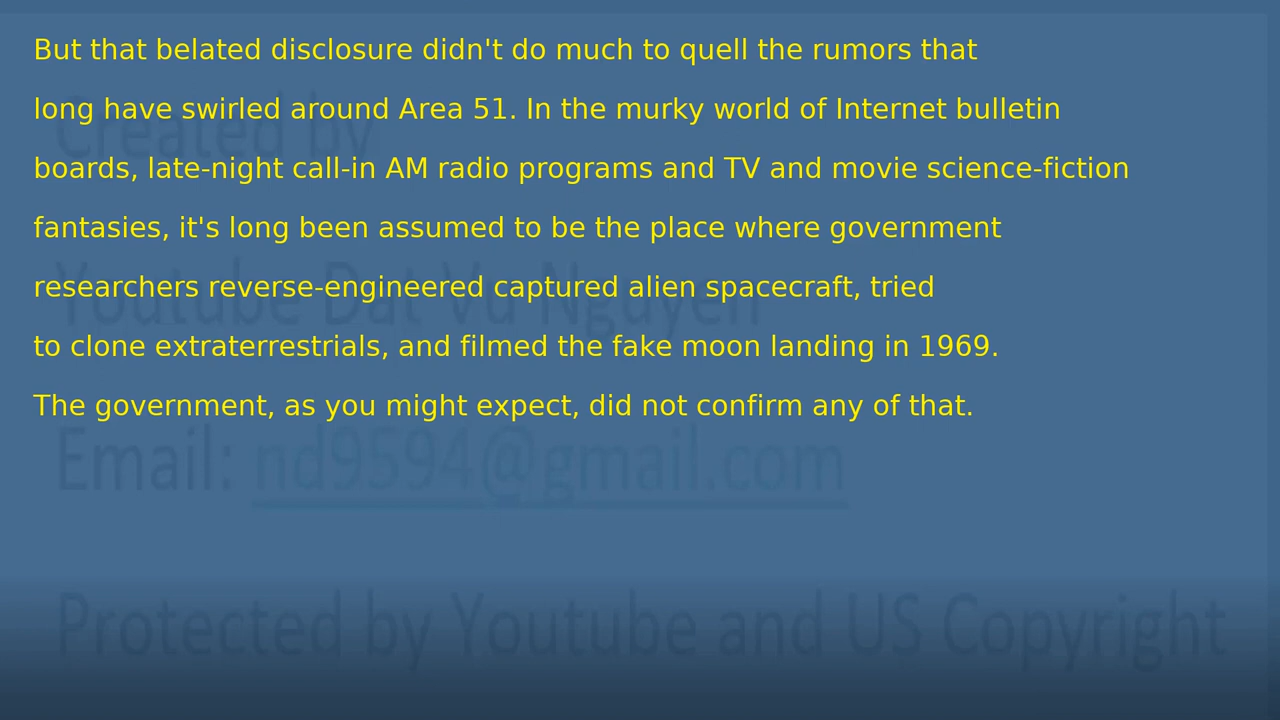 But that belated disclosure didn't do much to quell the rumors that
long have swirled around Area 51. In the murky world of Internet bulletin
boards, late-night call-in AM radio programs and TV and movie science-fiction
fantasies, it's long been assumed to be the place where government
researchers reverse-engineered captured alien spacecraft, tried
to clone extraterrestrials, and filmed the fake moon landing in 1969.
The government, as you might expect, did not confirm any of that.
Created by
Youtube Dat Vu Nguyen
Email: nd9594@gmail.com
Protected by Youtube and US Copyright